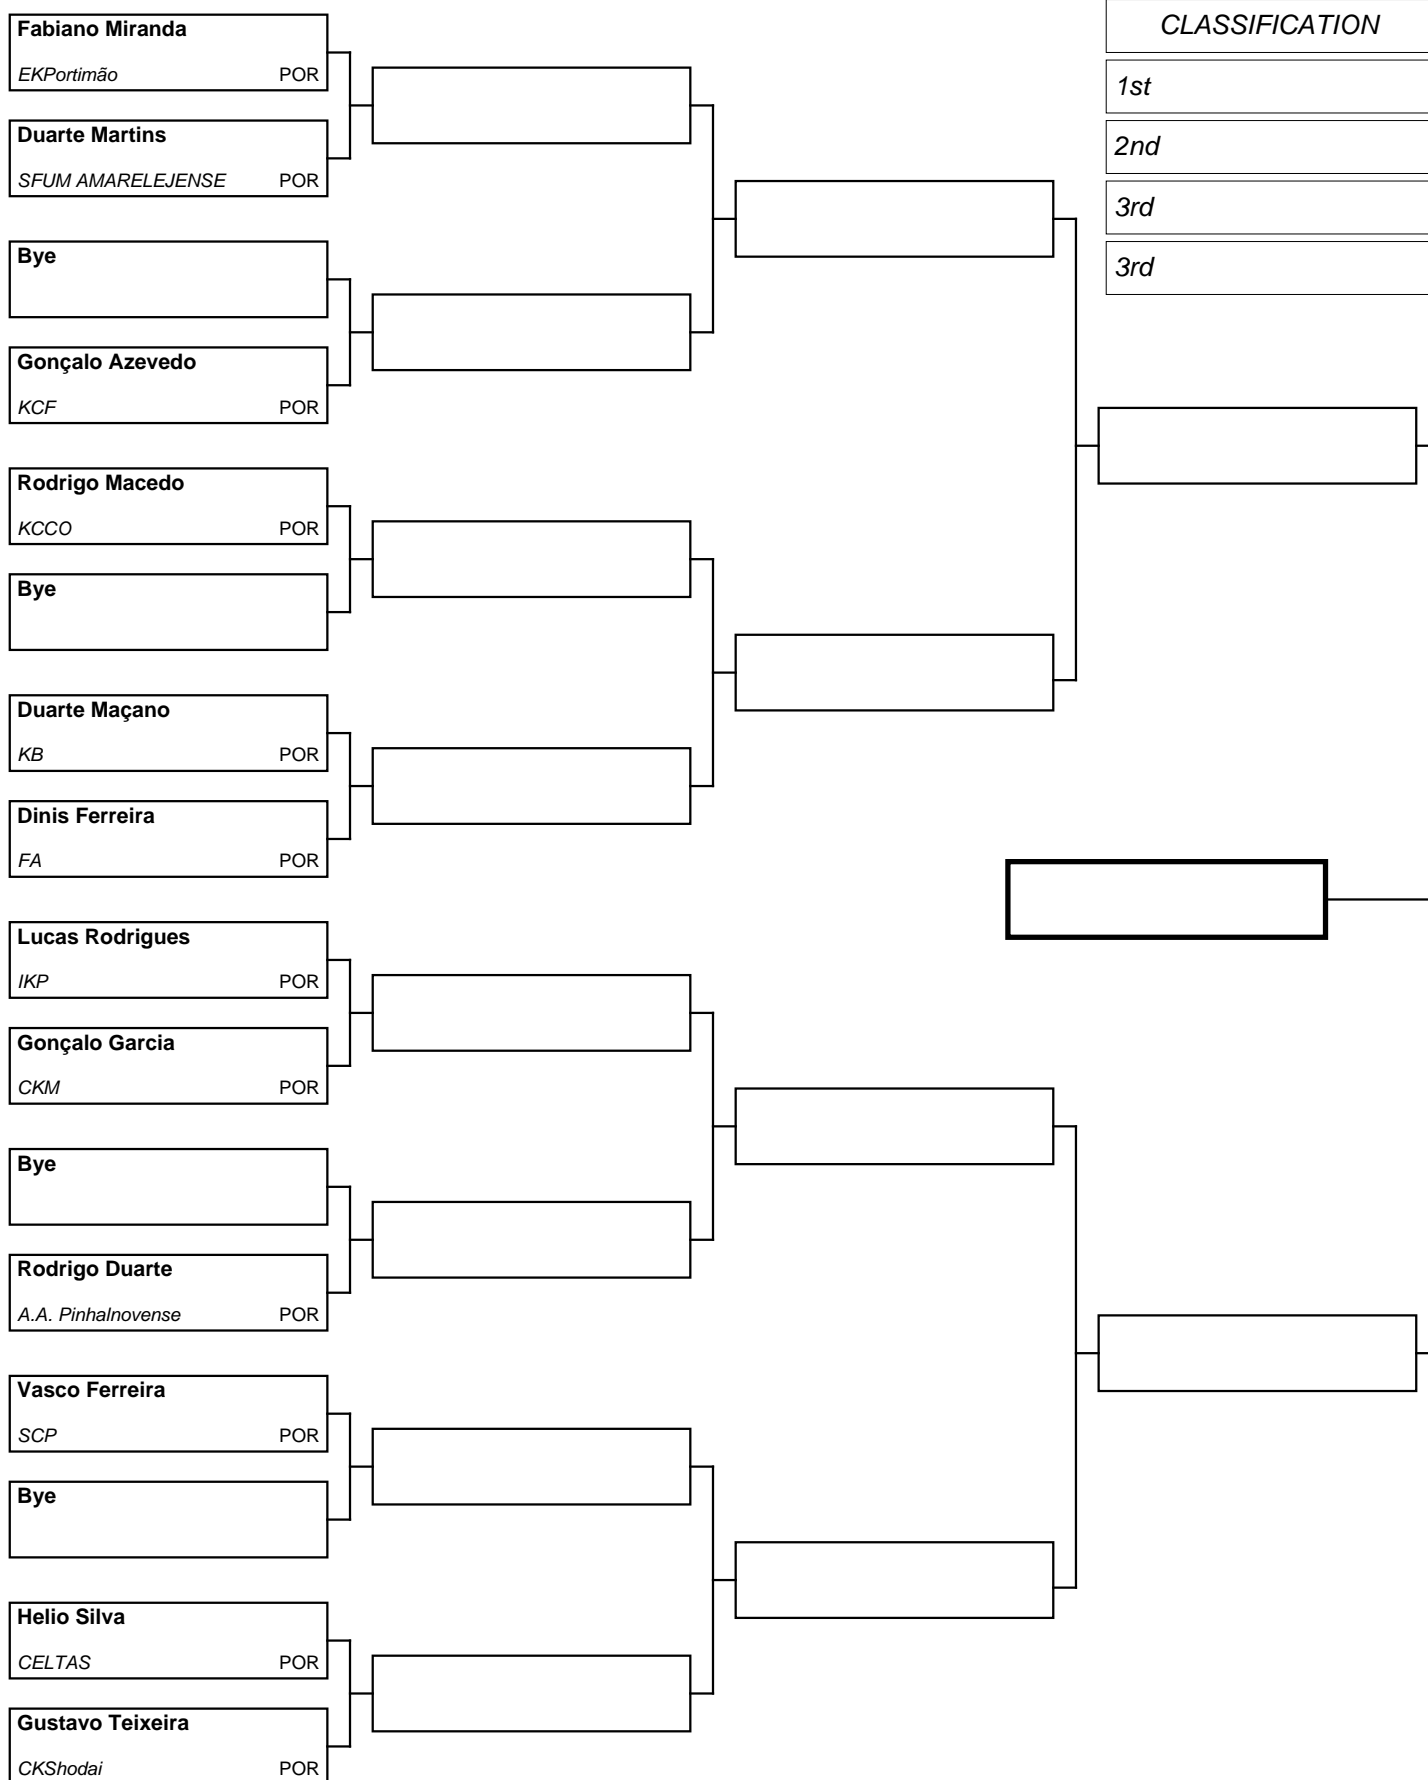 Fabiano Miranda
EKPortimão POR
Duarte Martins
SFUM AMARELEJENSE POR
Bye
Gonçalo Azevedo
KCF POR
Rodrigo Macedo
KCCO POR
Bye
Duarte Maçano
KB POR
Dinis Ferreira
FA POR
Lucas Rodrigues
IKP POR
Gonçalo Garcia
CKM POR
Bye
Rodrigo Duarte
A.A. Pinhalnovense POR
Vasco Ferreira
SCP POR
Bye
Helio Silva
CELTAS POR
Gustavo Teixeira
CKShodai POR
CLASSIFICATION
1st
2nd
3rd
3rd